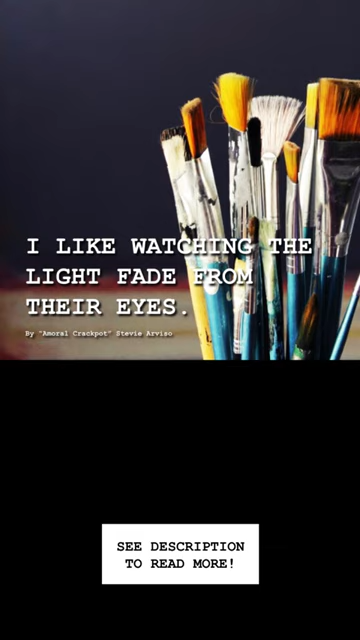 I LIKE WATCHING THE
LIGHT FADE FROM
THEIR EYES.
By "Amoral Crackpot" Stevie Arviso
SEE DESCRIPTION
TO READ MORE!